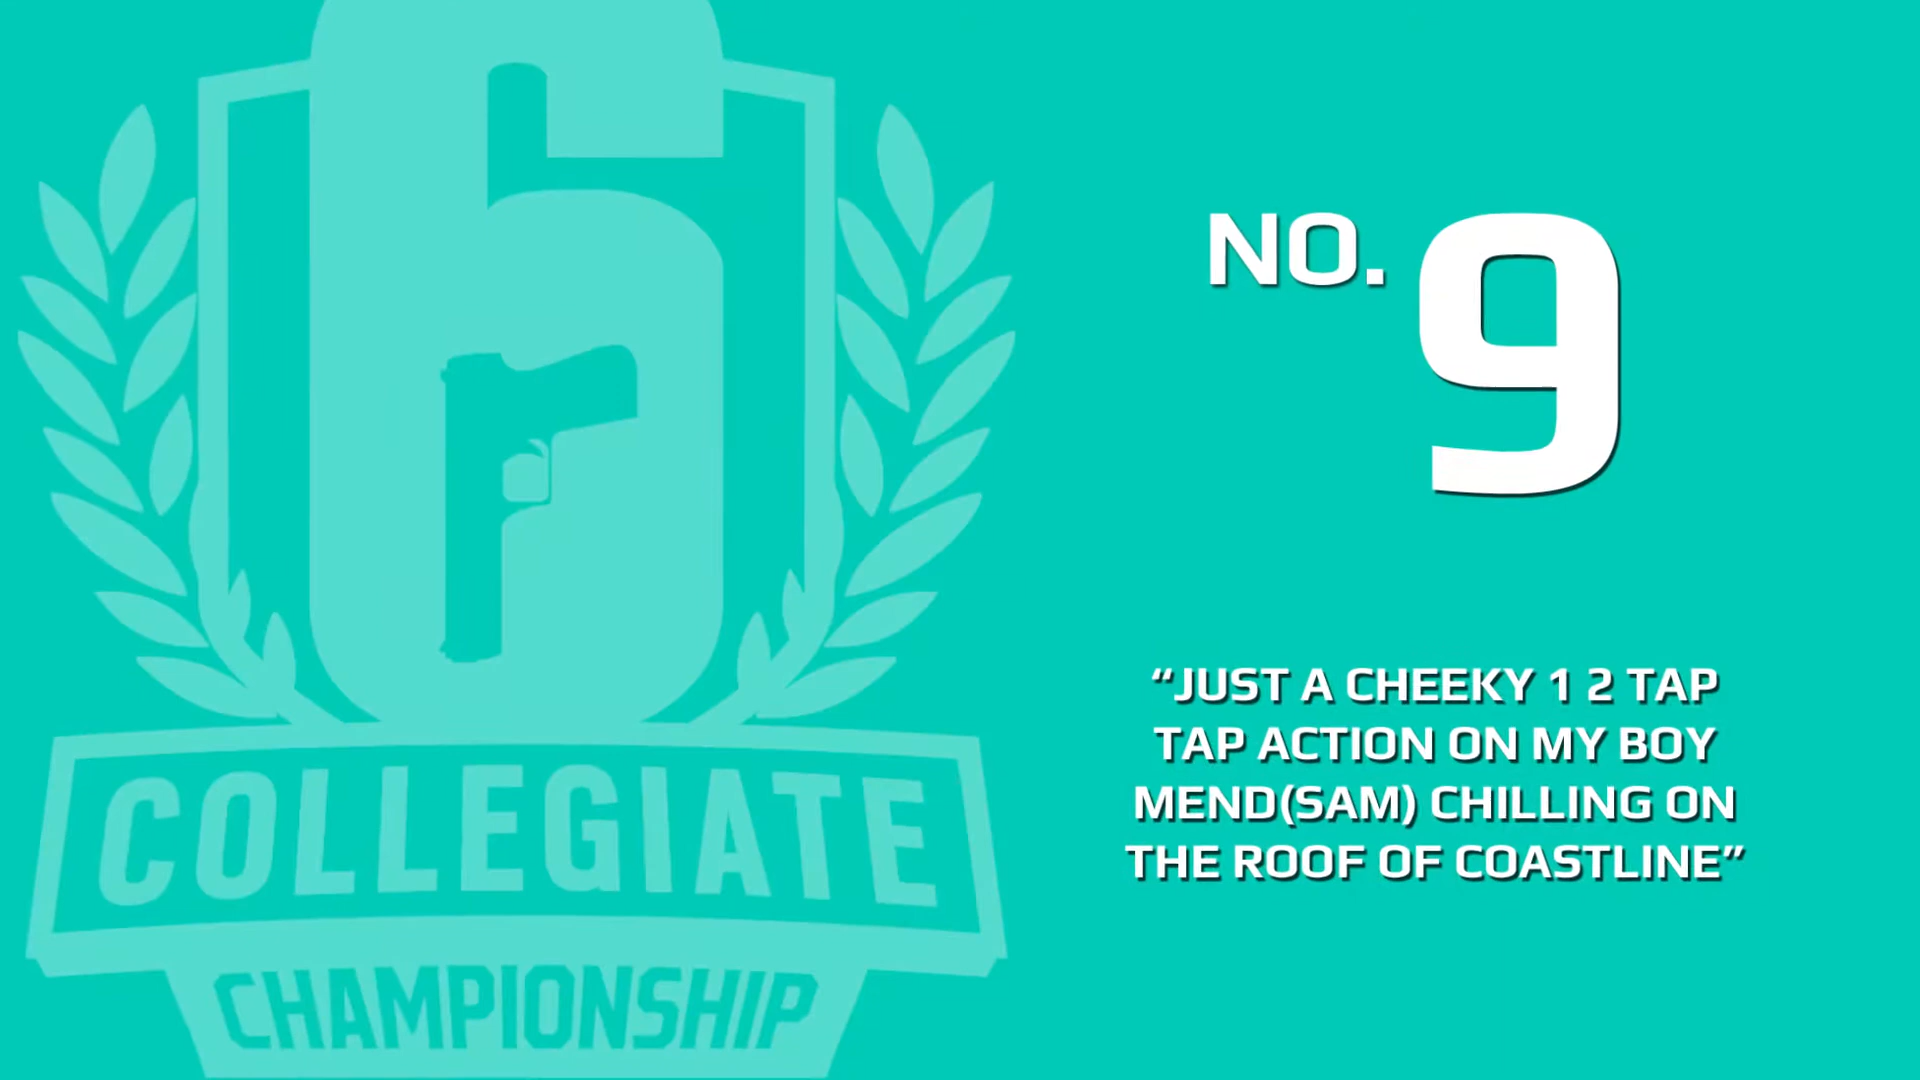 NO. 9
“JUST A CHEEKY 1 2 TAP
TAP ACTION ON MY BOY
MEND(SAM) CHILLING ON
THE ROOF OF COASTLINE”
6
COLLEGIATE
CHAMPIONSHIP